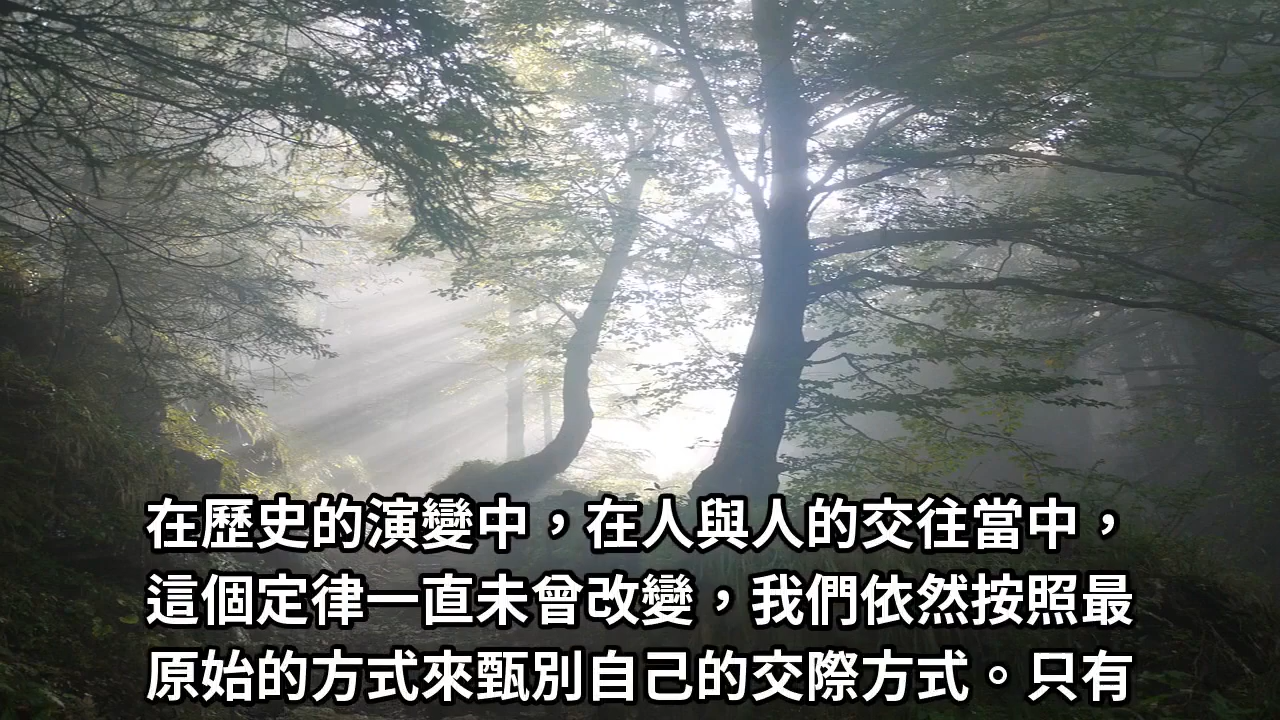 在歷史的演變中，在人與人的交往當中，
這個定律一直未曾改變，我們依然按照最
原始的方式來甄別自己的交際方式。只有